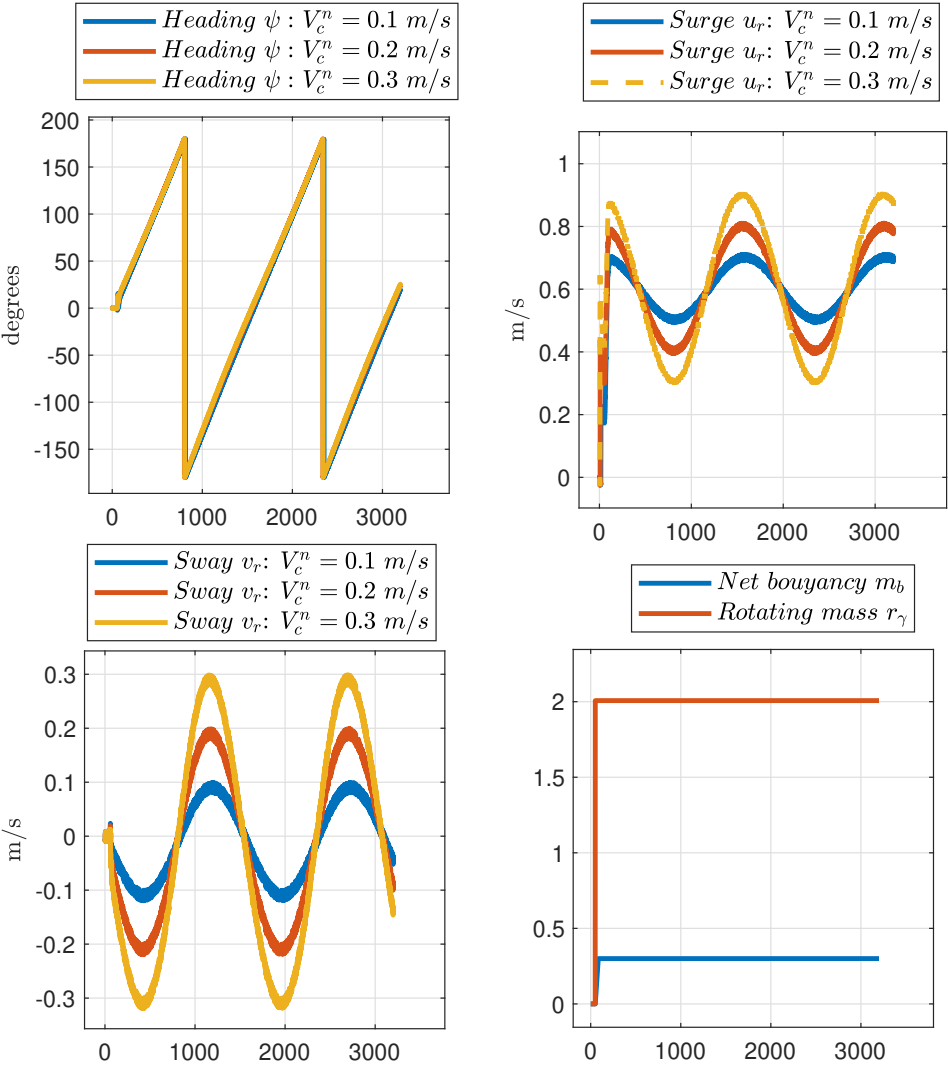 Heading ψ : V_c^n = 0.1 m/s
Heading ψ : V_c^n = 0.2 m/s
Heading ψ : V_c^n = 0.3 m/s
200
150
100
50
0
-50
-100
-150
degrees
0 1000 2000 3000
Surge u_r: V_c^n = 0.1 m/s
Surge u_r: V_c^n = 0.2 m/s
Surge u_r: V_c^n = 0.3 m/s
1
0.8
0.6
0.4
0.2
0
m/s
0 1000 2000 3000
Sway v_r: V_c^n = 0.1 m/s
Sway v_r: V_c^n = 0.2 m/s
Sway v_r: V_c^n = 0.3 m/s
0.3
0.2
0.1
0
-0.1
-0.2
-0.3
m/s
0 1000 2000 3000
Net bouyancy m_b
Rotating mass r_γ
2
1.5
1
0.5
0
0 1000 2000 3000